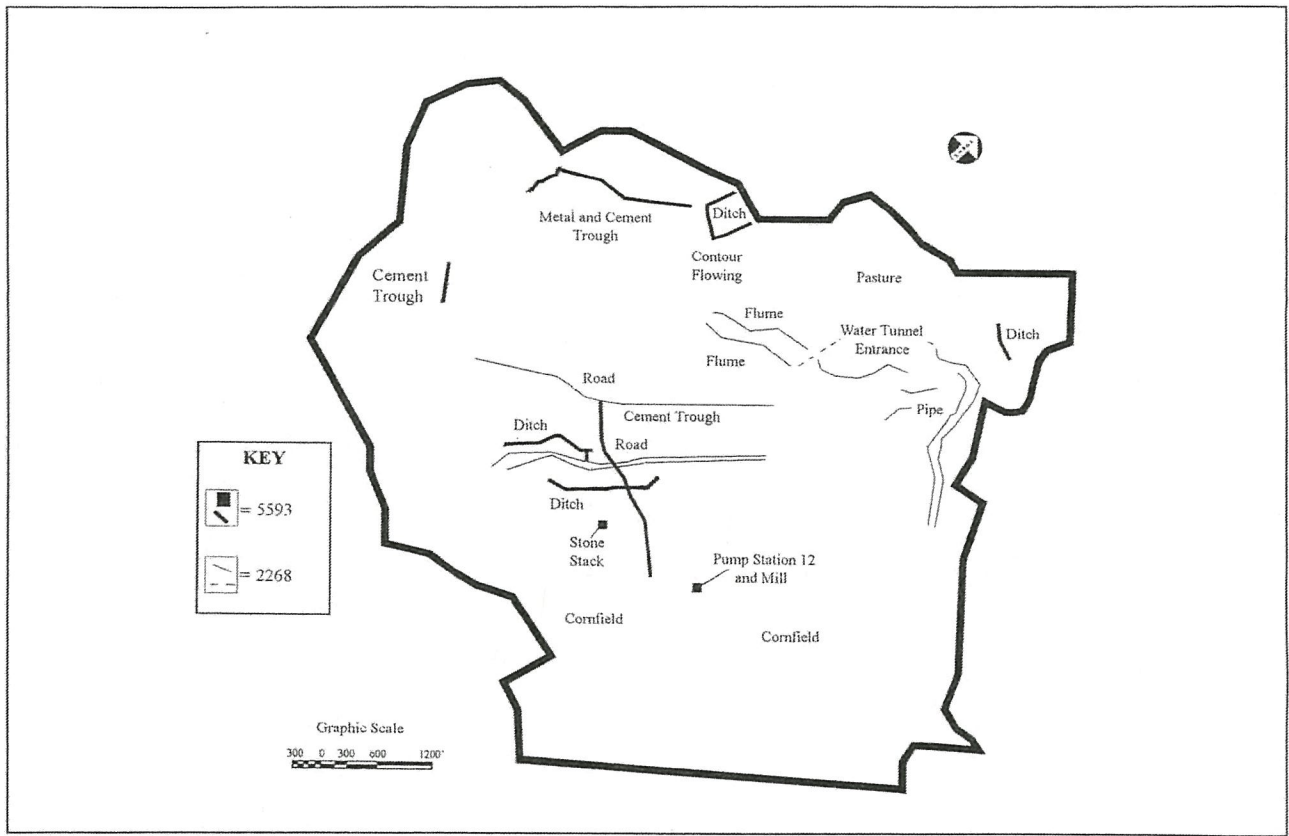 Metal and Cement
Trough
Ditch
Contour
Flowing
Cement
Trough
Pasture
Flume
Flume
Water Tunnel
Entrance
Ditch
Pipe
Road
Cement Trough
Ditch
Road
Ditch
Stone
Stack
Pump Station 12
and Mill
Cornfield
Cornfield
KEY
= 5593
= 2268
Graphic Scale
300 0 300 600 1200'